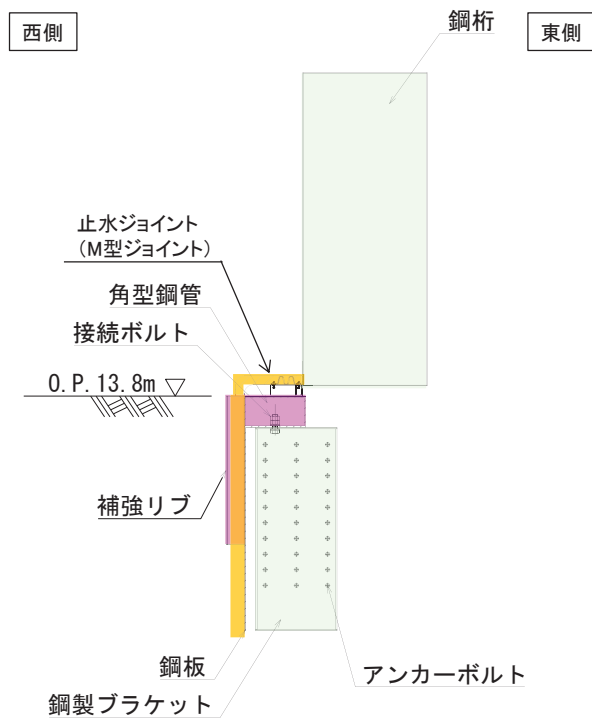 西側
鋼桁
東側
止水ジョイント
（M型ジョイント）
角型鋼管
接続ボルト
O.P.13.8m
補強リブ
鋼板
アンカーボルト
鋼製ブラケット